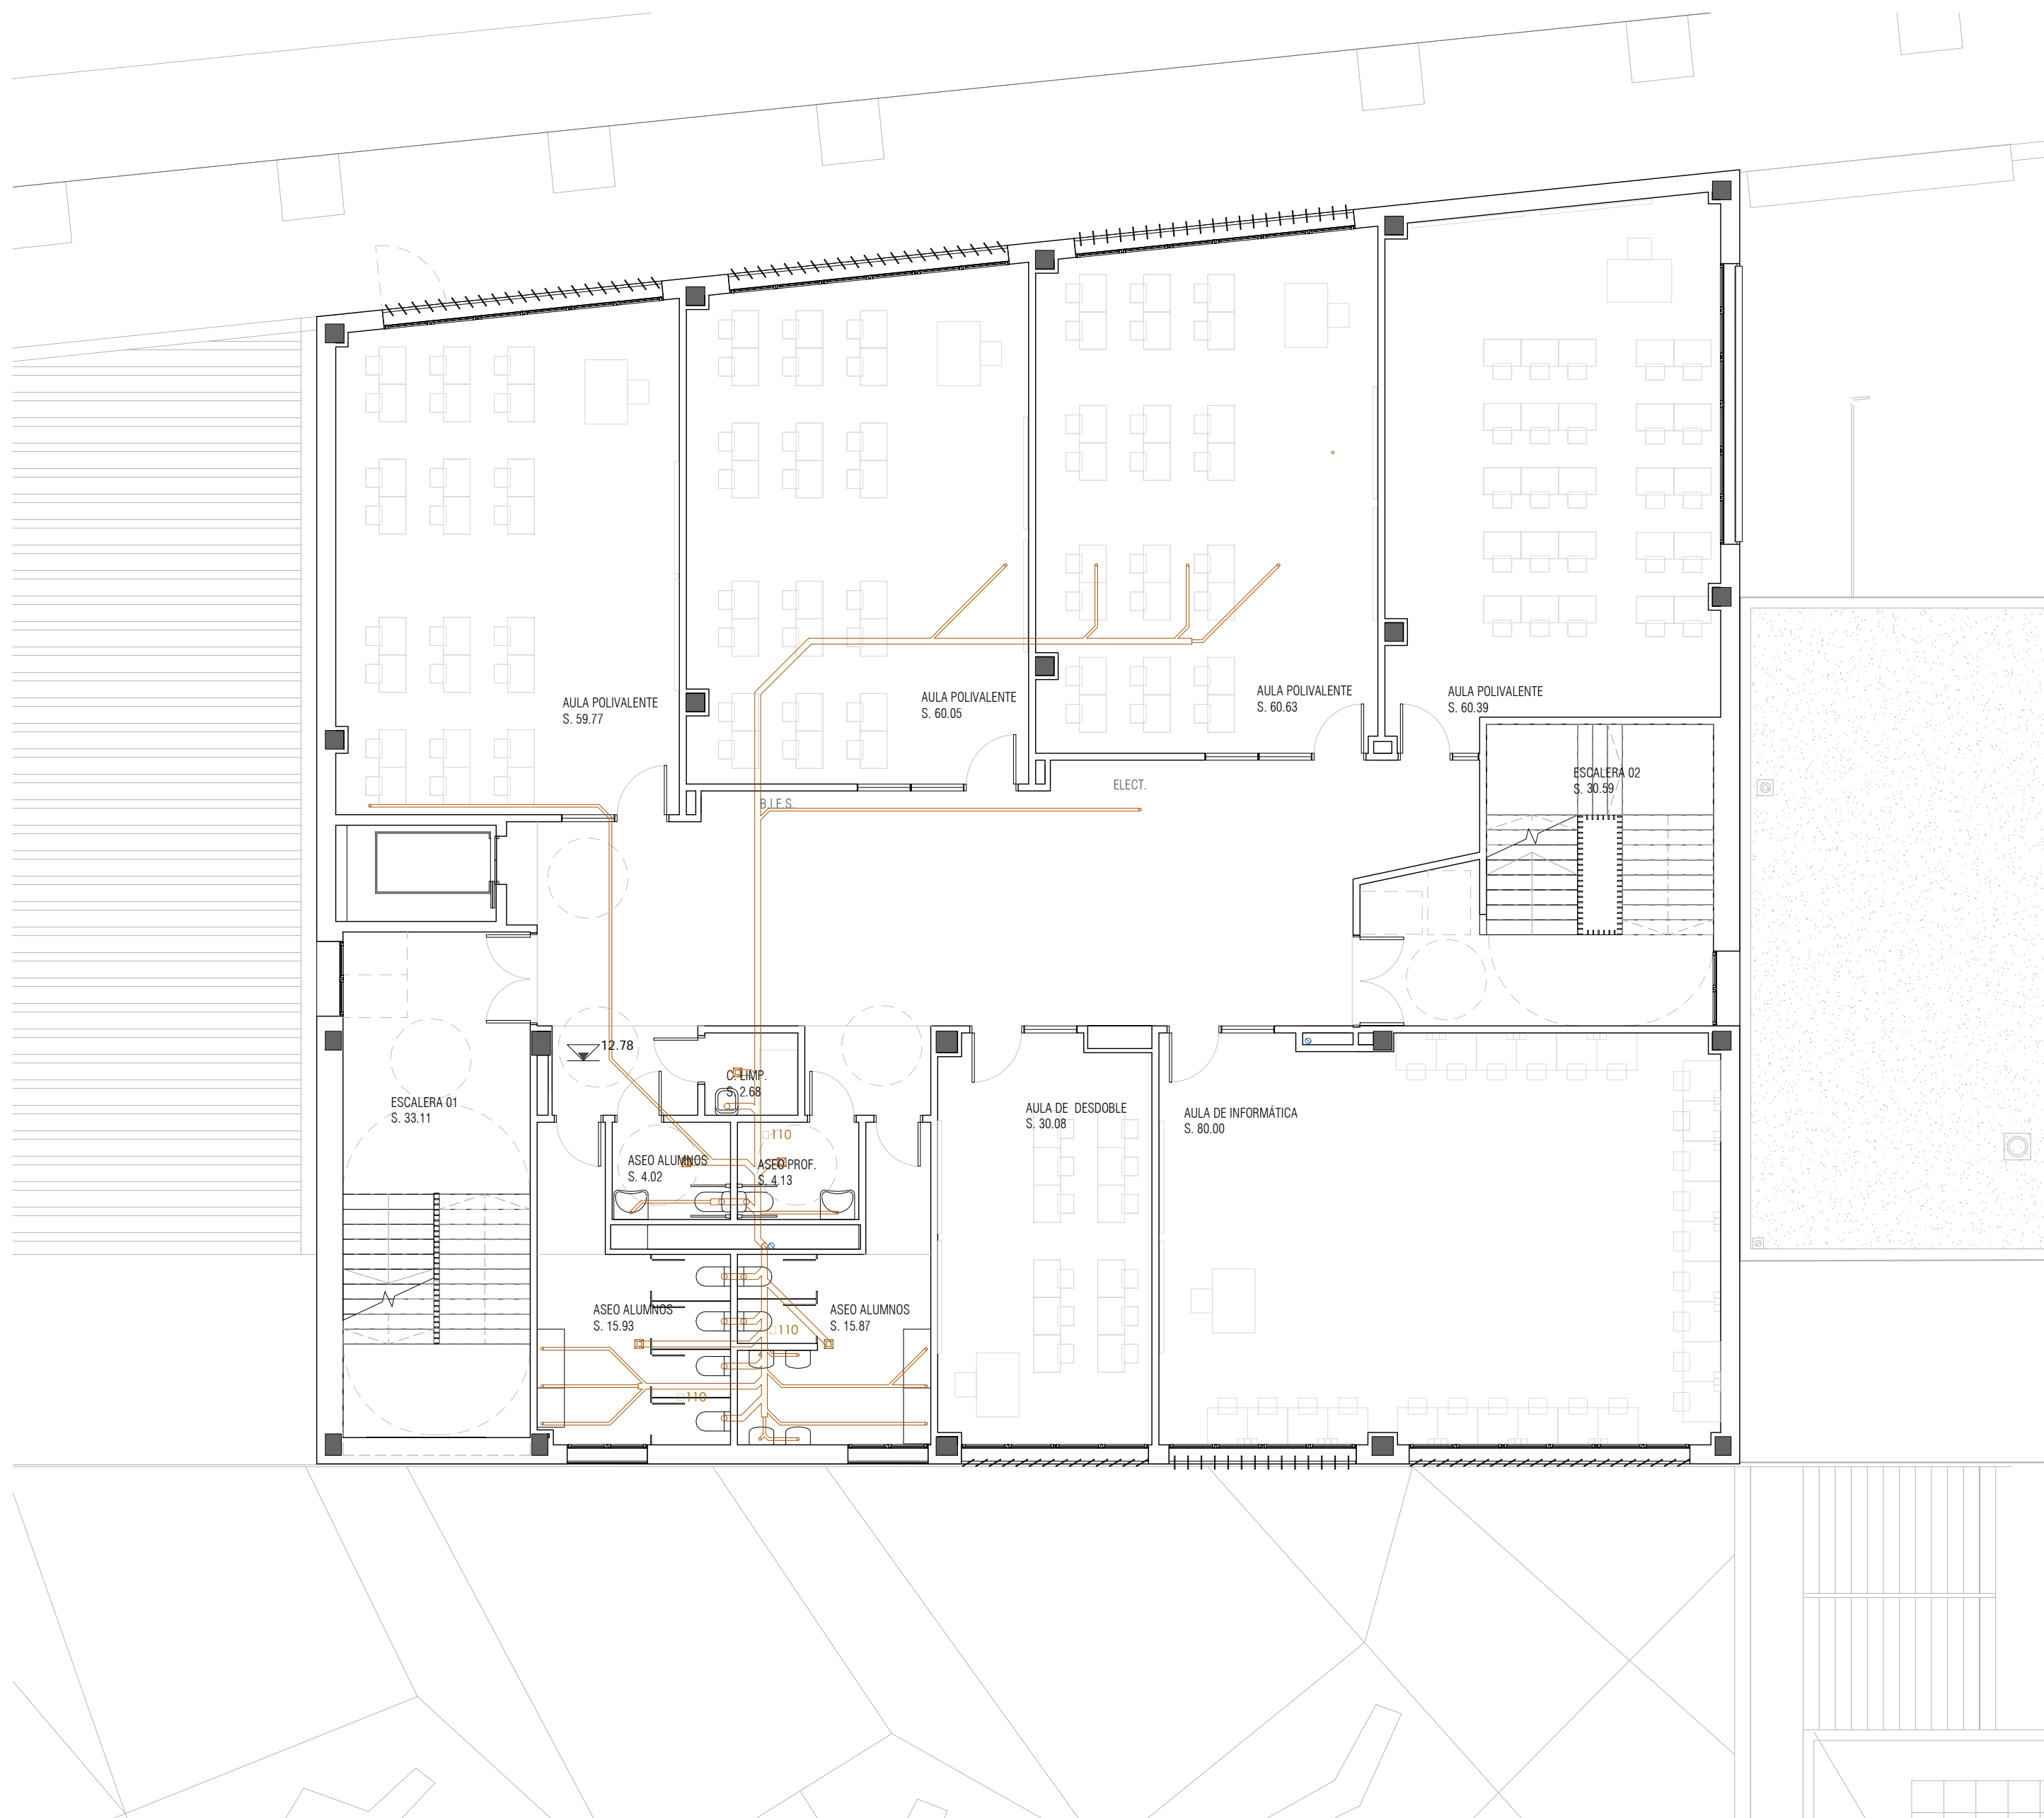 AULA POLIVALENTE
S. 59.77
AULA POLIVALENTE
S. 60.05
AULA POLIVALENTE
S. 60.63
AULA POLIVALENTE
S. 60.39
ESCALERA 02
S. 30.59
ELECT.
B.I.E.S.
12.78
C. LIMP.
S. 2.68
ESCALERA 01
S. 33.11
AULA DE DESDOBLE
S. 30.08
AULA DE INFORMÁTICA
S. 80.00
110
ASEO ALUMNOS
S. 4.02
ASEO PROF.
S. 4.13
ASEO ALUMNOS
S. 15.93
110
ASEO ALUMNOS
S. 15.87
110